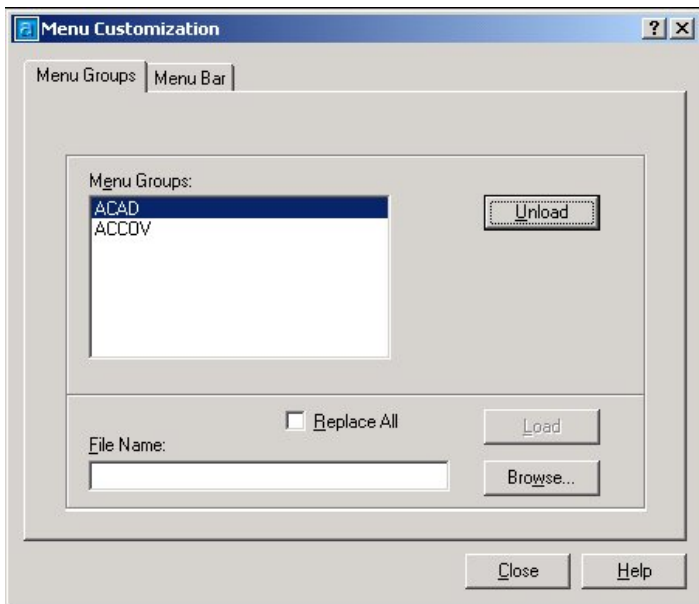 Menu Customization
Menu Groups Menu Bar
Menu Groups:
ACAD
ACCOV
Unload
Replace All
Load
File Name:
Browse...
Close Help